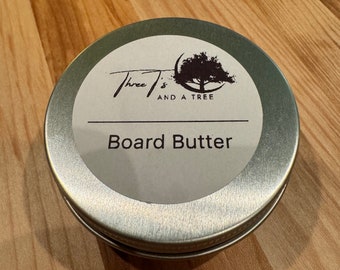 Three T's
AND A TREE
Board Butter